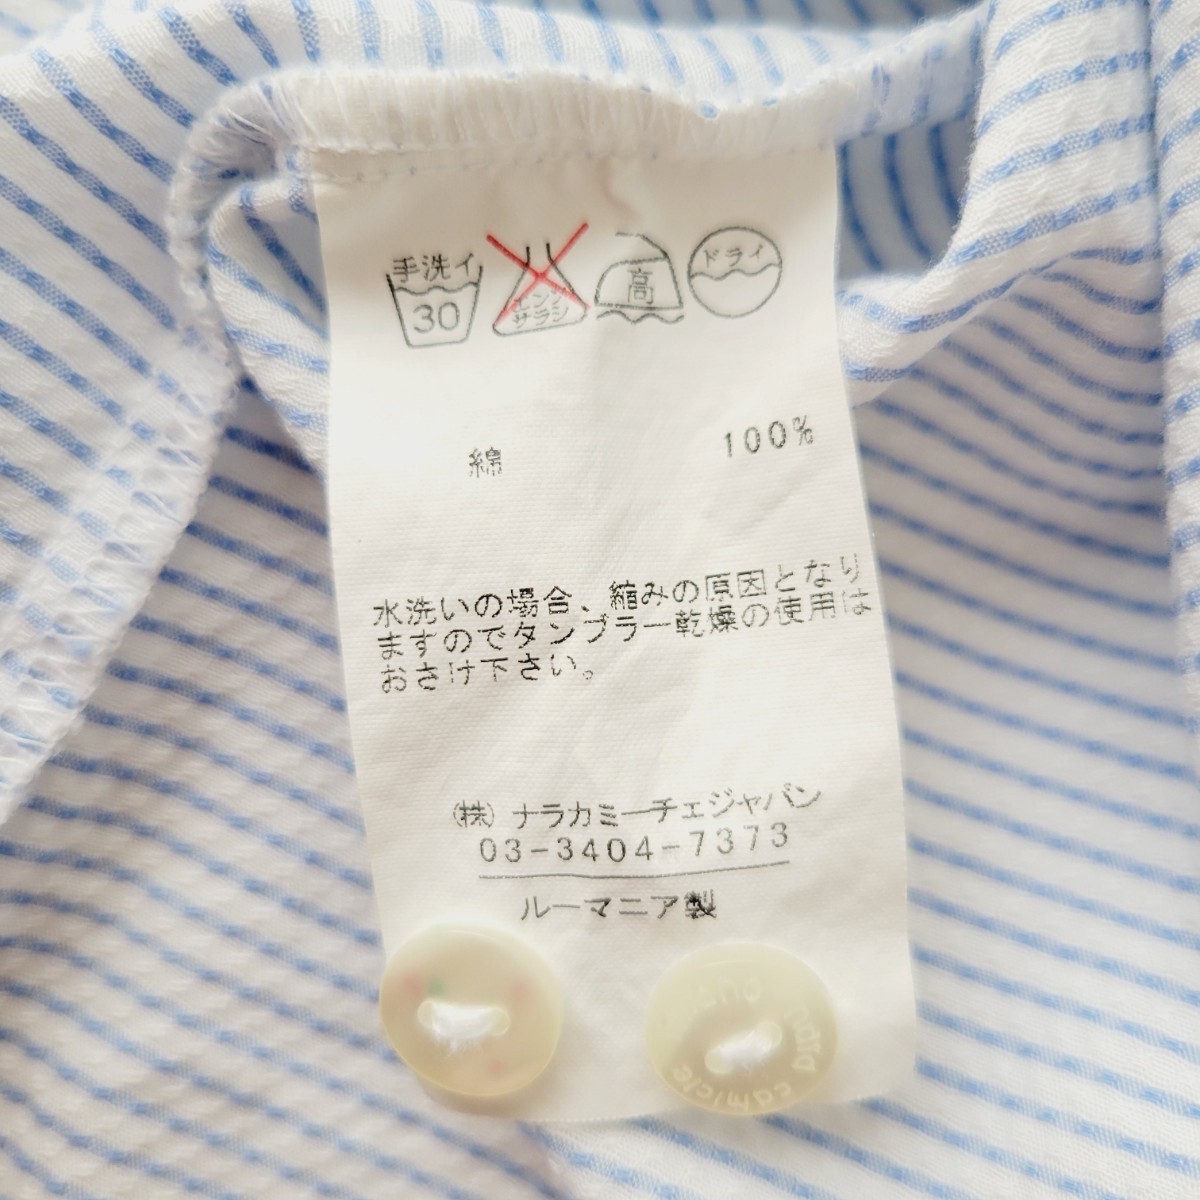 手洗イ
30
エンソ
サラシ
高
ドライ
綿 100%
水洗いの場合、縮みの原因となり
ますのでタンブラー乾燥の使用は
おさけ下さい。
(株) ナラカミーチェジャパン
03-3404-7373
ルーマニア製
camicie